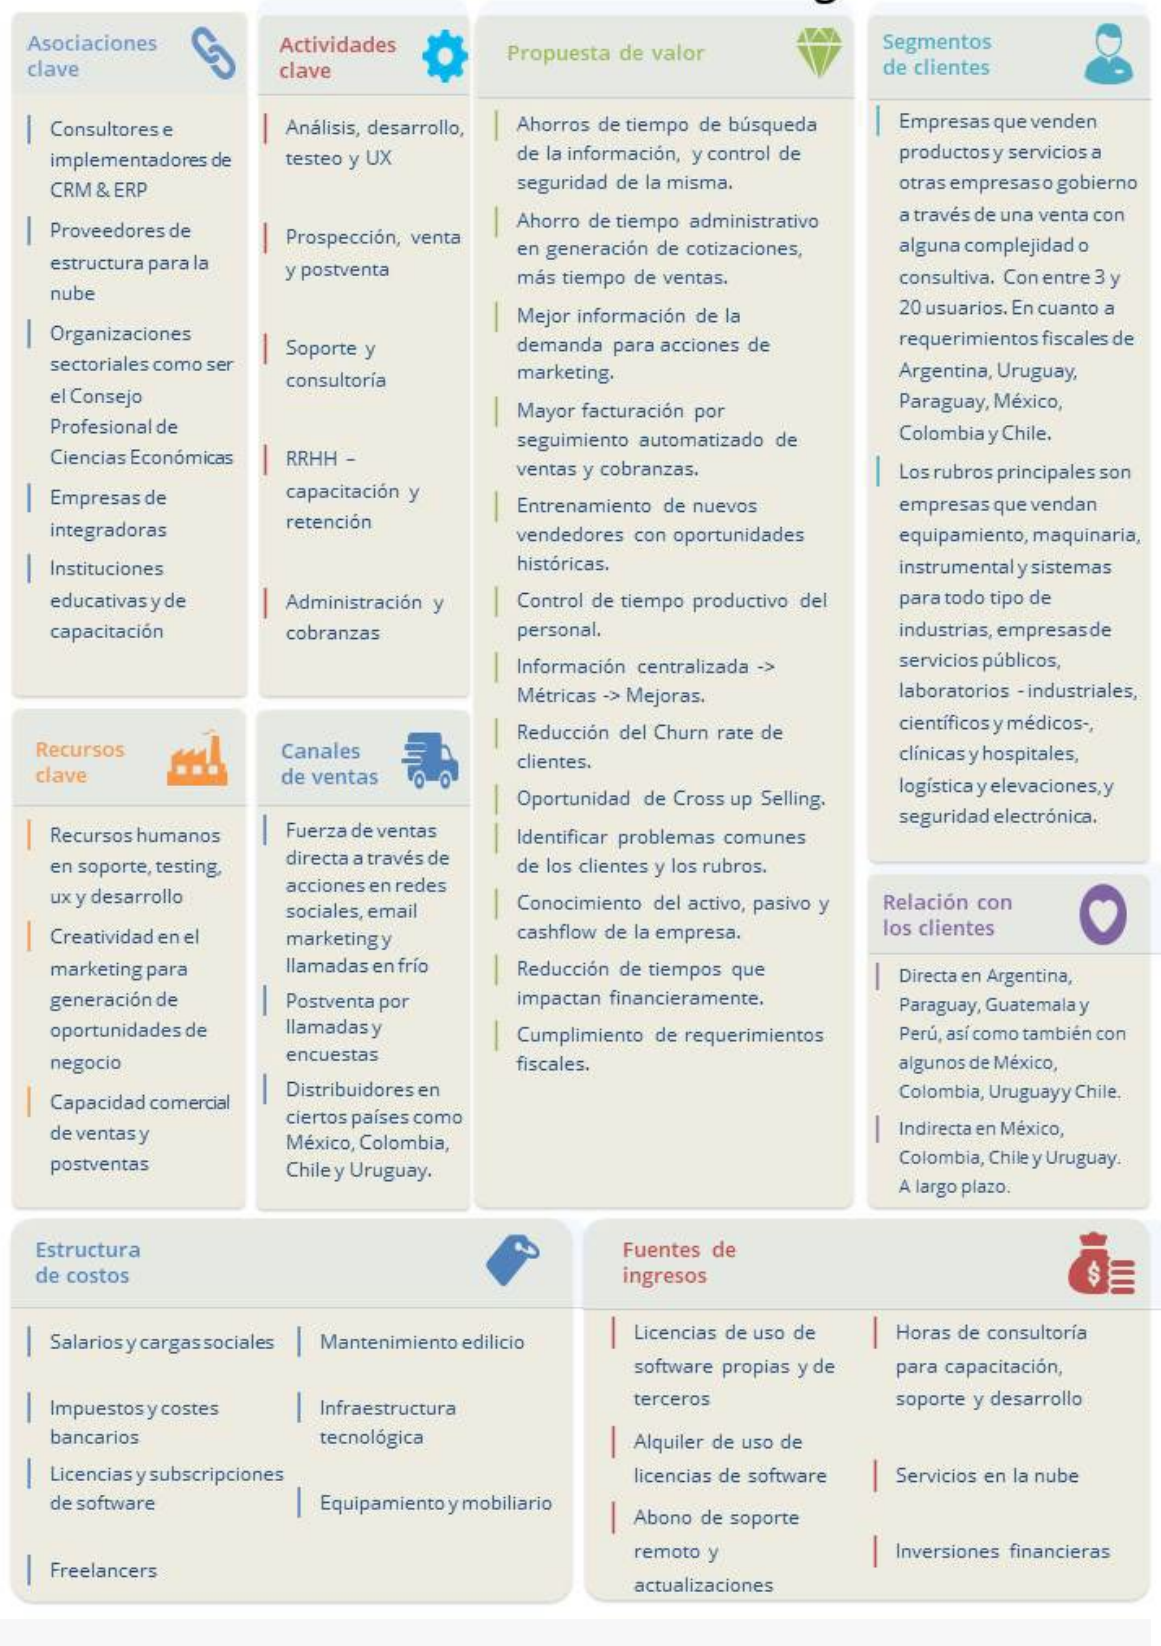 Asociaciones
clave
Consultores e
implementadores de
CRM & ERP
Proveedores de
estructura para la
nube
Organizaciones
sectoriales como ser
el Consejo
Profesional de
Ciencias Económicas
Empresas de
integradoras
Instituciones
educativas y de
capacitación
Actividades
clave
Análisis, desarrollo,
testeo y UX
Prospección, venta
y postventa
Soporte y
consultoría
RRHH –
capacitación y
retención
Administración y
cobranzas
Propuesta de valor
Ahorros de tiempo de búsqueda
de la información, y control de
seguridad de la misma.
Ahorro de tiempo administrativo
en generación de cotizaciones,
más tiempo de ventas.
Mejor información de la
demanda para acciones de
marketing.
Mayor facturación por
seguimiento automatizado de
ventas y cobranzas.
Entrenamiento de nuevos
vendedores con oportunidades
históricas.
Control de tiempo productivo del
personal.
Información centralizada ->
Métricas -> Mejoras.
Reducción del Churn rate de
clientes.
Oportunidad de Cross up Selling.
Identificar problemas comunes
de los clientes y los rubros.
Conocimiento del activo, pasivo y
cashflow de la empresa.
Reducción de tiempos que
impactan financieramente.
Cumplimiento de requerimientos
fiscales.
Segmentos
de clientes
Empresas que venden
productos y servicios a
otras empresas o gobierno
a través de una venta con
alguna complejidad o
consultiva. Con entre 3 y
20 usuarios. En cuanto a
requerimientos fiscales de
Argentina, Uruguay,
Paraguay, México,
Colombia y Chile.
Los rubros principales son
empresas que vendan
equipamiento, maquinaria,
instrumental y sistemas
para todo tipo de
industrias, empresas de
servicios públicos,
laboratorios - industriales,
científicos y médicos-,
clínicas y hospitales,
logística y elevaciones, y
seguridad electrónica.
Recursos
clave
Recursos humanos
en soporte, testing,
ux y desarrollo
Creatividad en el
marketing para
generación de
oportunidades de
negocio
Capacidad comercial
de ventas y
postventas
Canales
de ventas
Fuerza de ventas
directa a través de
acciones en redes
sociales, email
marketing y
llamadas en frío
Postventa por
llamadas y
encuestas
Distribuidores en
ciertos países como
México, Colombia,
Chile y Uruguay.
Relación con
los clientes
Directa en Argentina,
Paraguay, Guatemala y
Perú, así como también con
algunos de México,
Colombia, Uruguay y Chile.
Indirecta en México,
Colombia, Chile y Uruguay.
A largo plazo.
Estructura
de costos
Salarios y cargas sociales
Impuestos y costes
bancarios
Licencias y subscripciones
de software
Freelancers
Mantenimiento edilicio
Infraestructura
tecnológica
Equipamiento y mobiliario
Fuentes de
ingresos
Licencias de uso de
software propias y de
terceros
Alquiler de uso de
licencias de software
Abono de soporte
remoto y
actualizaciones
Horas de consultoría
para capacitación,
soporte y desarrollo
Servicios en la nube
Inversiones financieras